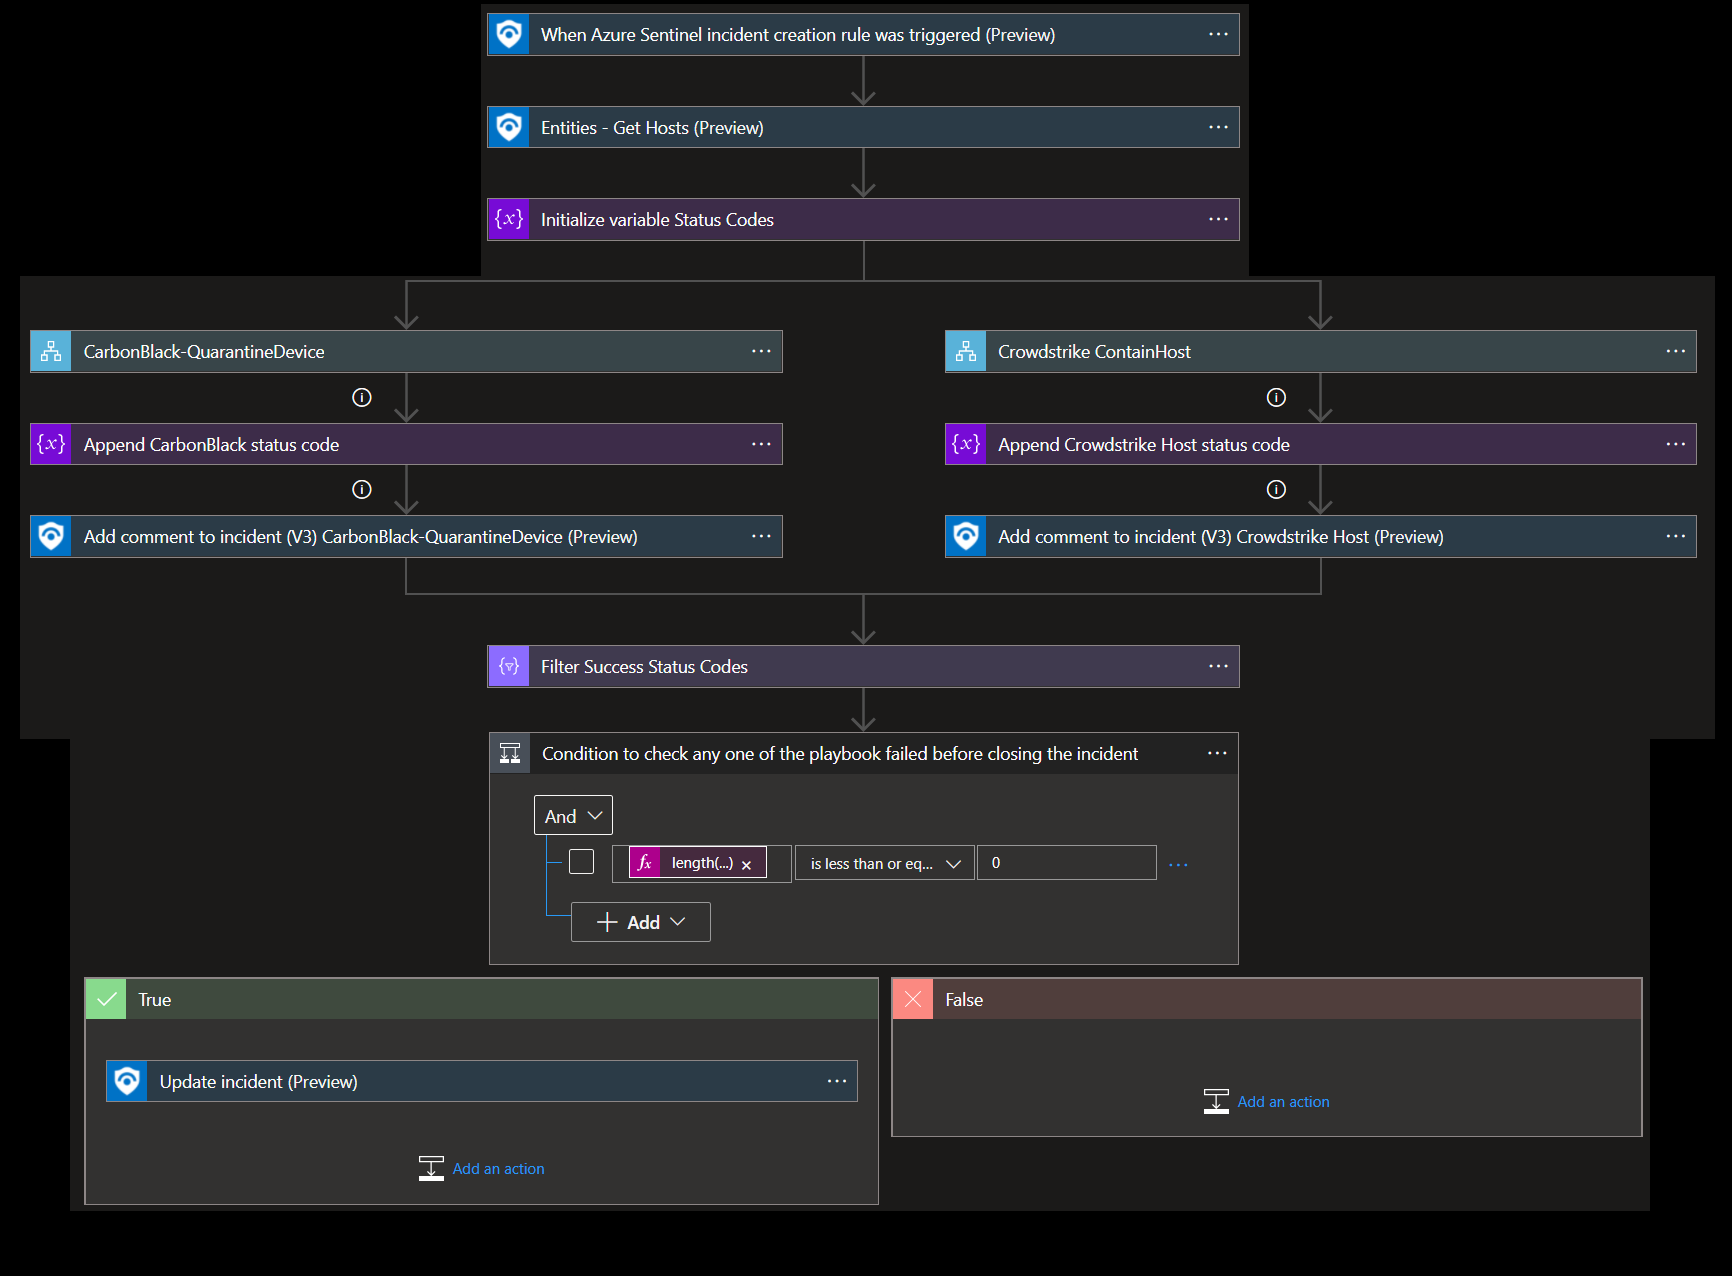 When Azure Sentinel incident creation rule was triggered (Preview)
Entities - Get Hosts (Preview)
{x} Initialize variable Status Codes
CarbonBlack-QuarantineDevice
Crowdstrike ContainHost
{x} Append CarbonBlack status code
{x} Append Crowdstrike Host status code
Add comment to incident (V3) CarbonBlack-QuarantineDevice (Preview)
Add comment to incident (V3) Crowdstrike Host (Preview)
Filter Success Status Codes
Condition to check any one of the playbook failed before closing the incident
And
fx length(...) × is less than or eq... 0
+ Add
True
False
Update incident (Preview)
Add an action
Add an action